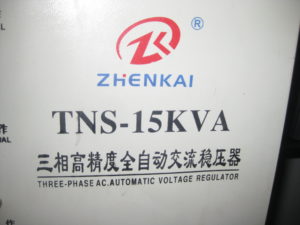 ®
ZHENKAI
TNS-15KVA
三相高精度全自动交流稳压器
THREE-PHASE AC.AUTOMATIC VOLTAGE REGULATOR
作